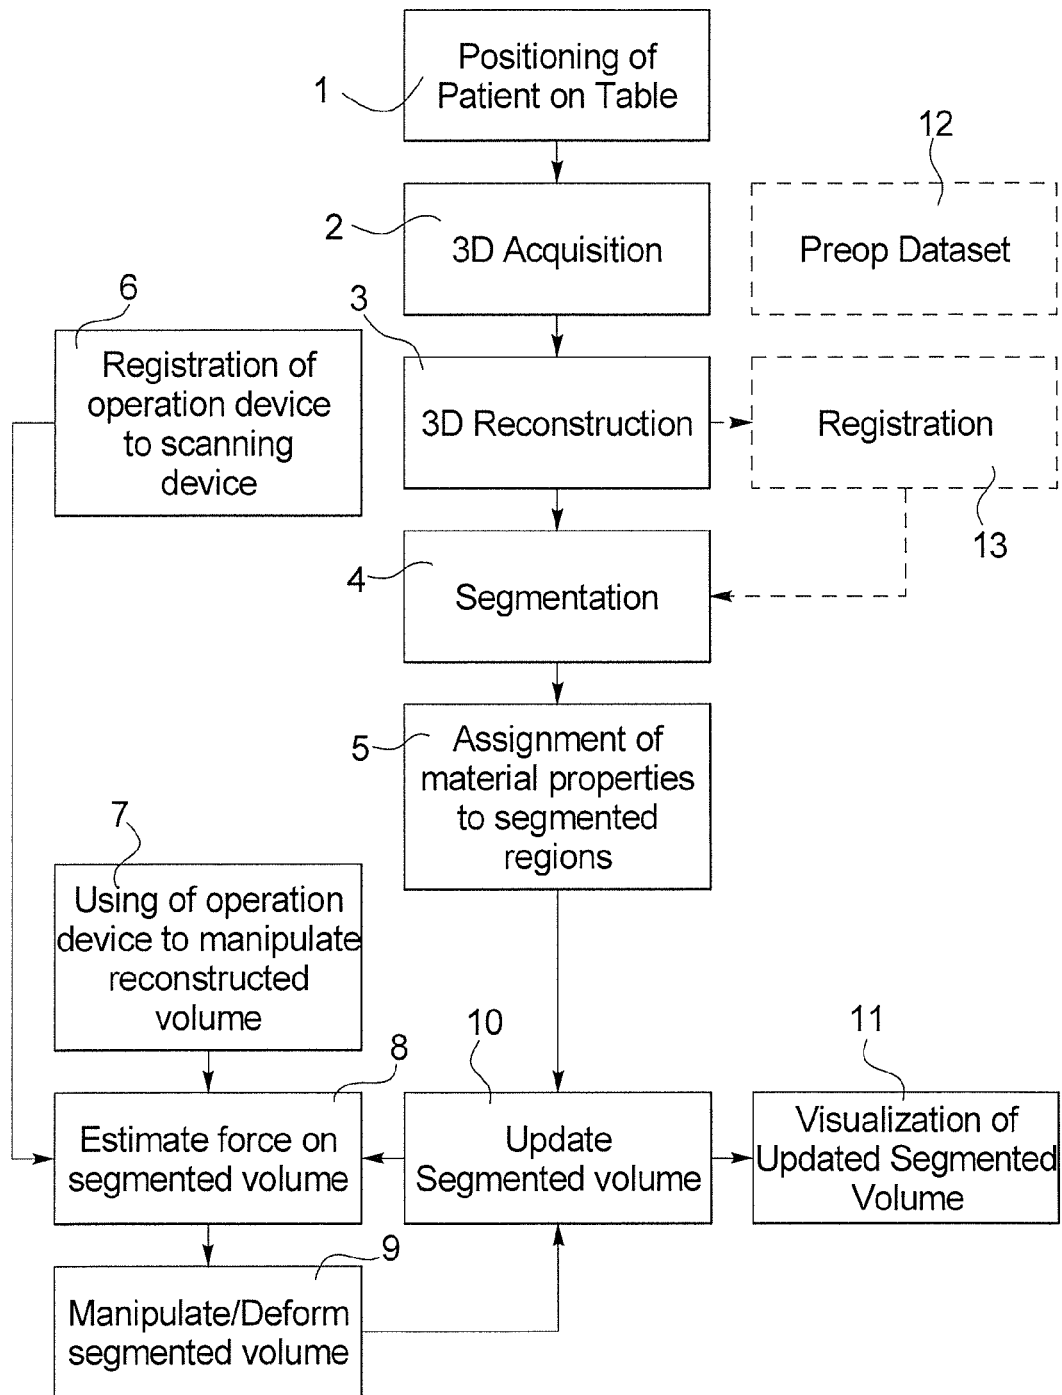 1
Positioning of
Patient on Table
2
3D Acquisition
12
Preop Dataset
6
Registration of
operation device
to scanning
device
3
3D Reconstruction
Registration
13
4
Segmentation
5
Assignment of
material properties
to segmented
regions
7
Using of operation
device to manipulate
reconstructed
volume
8
Estimate force on
segmented volume
10
Update
Segmented volume
11
Visualization of
Updated Segmented
Volume
9
Manipulate/Deform
segmented volume